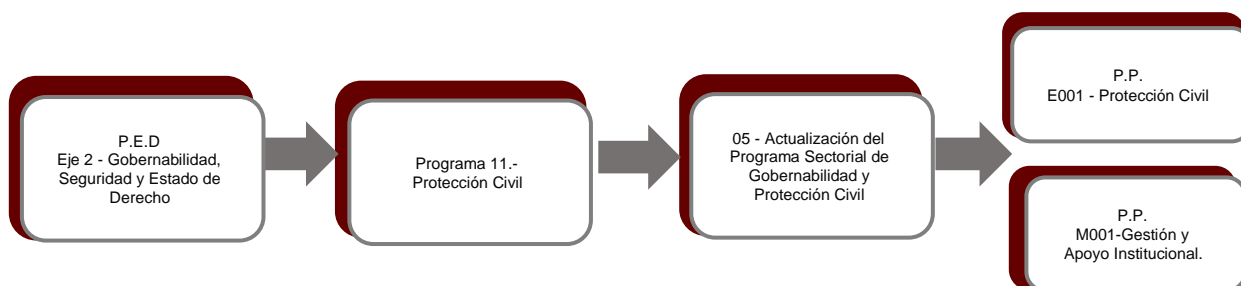 P.E.D
Eje 2 - Gobernabilidad,
Seguridad y Estado de
Derecho
Programa 11.-
Protección Civil
05 - Actualización del
Programa Sectorial de
Gobernabilidad y
Protección Civil
P.P.
E001 - Protección Civil
P.P.
M001-Gestión y
Apoyo Institucional.